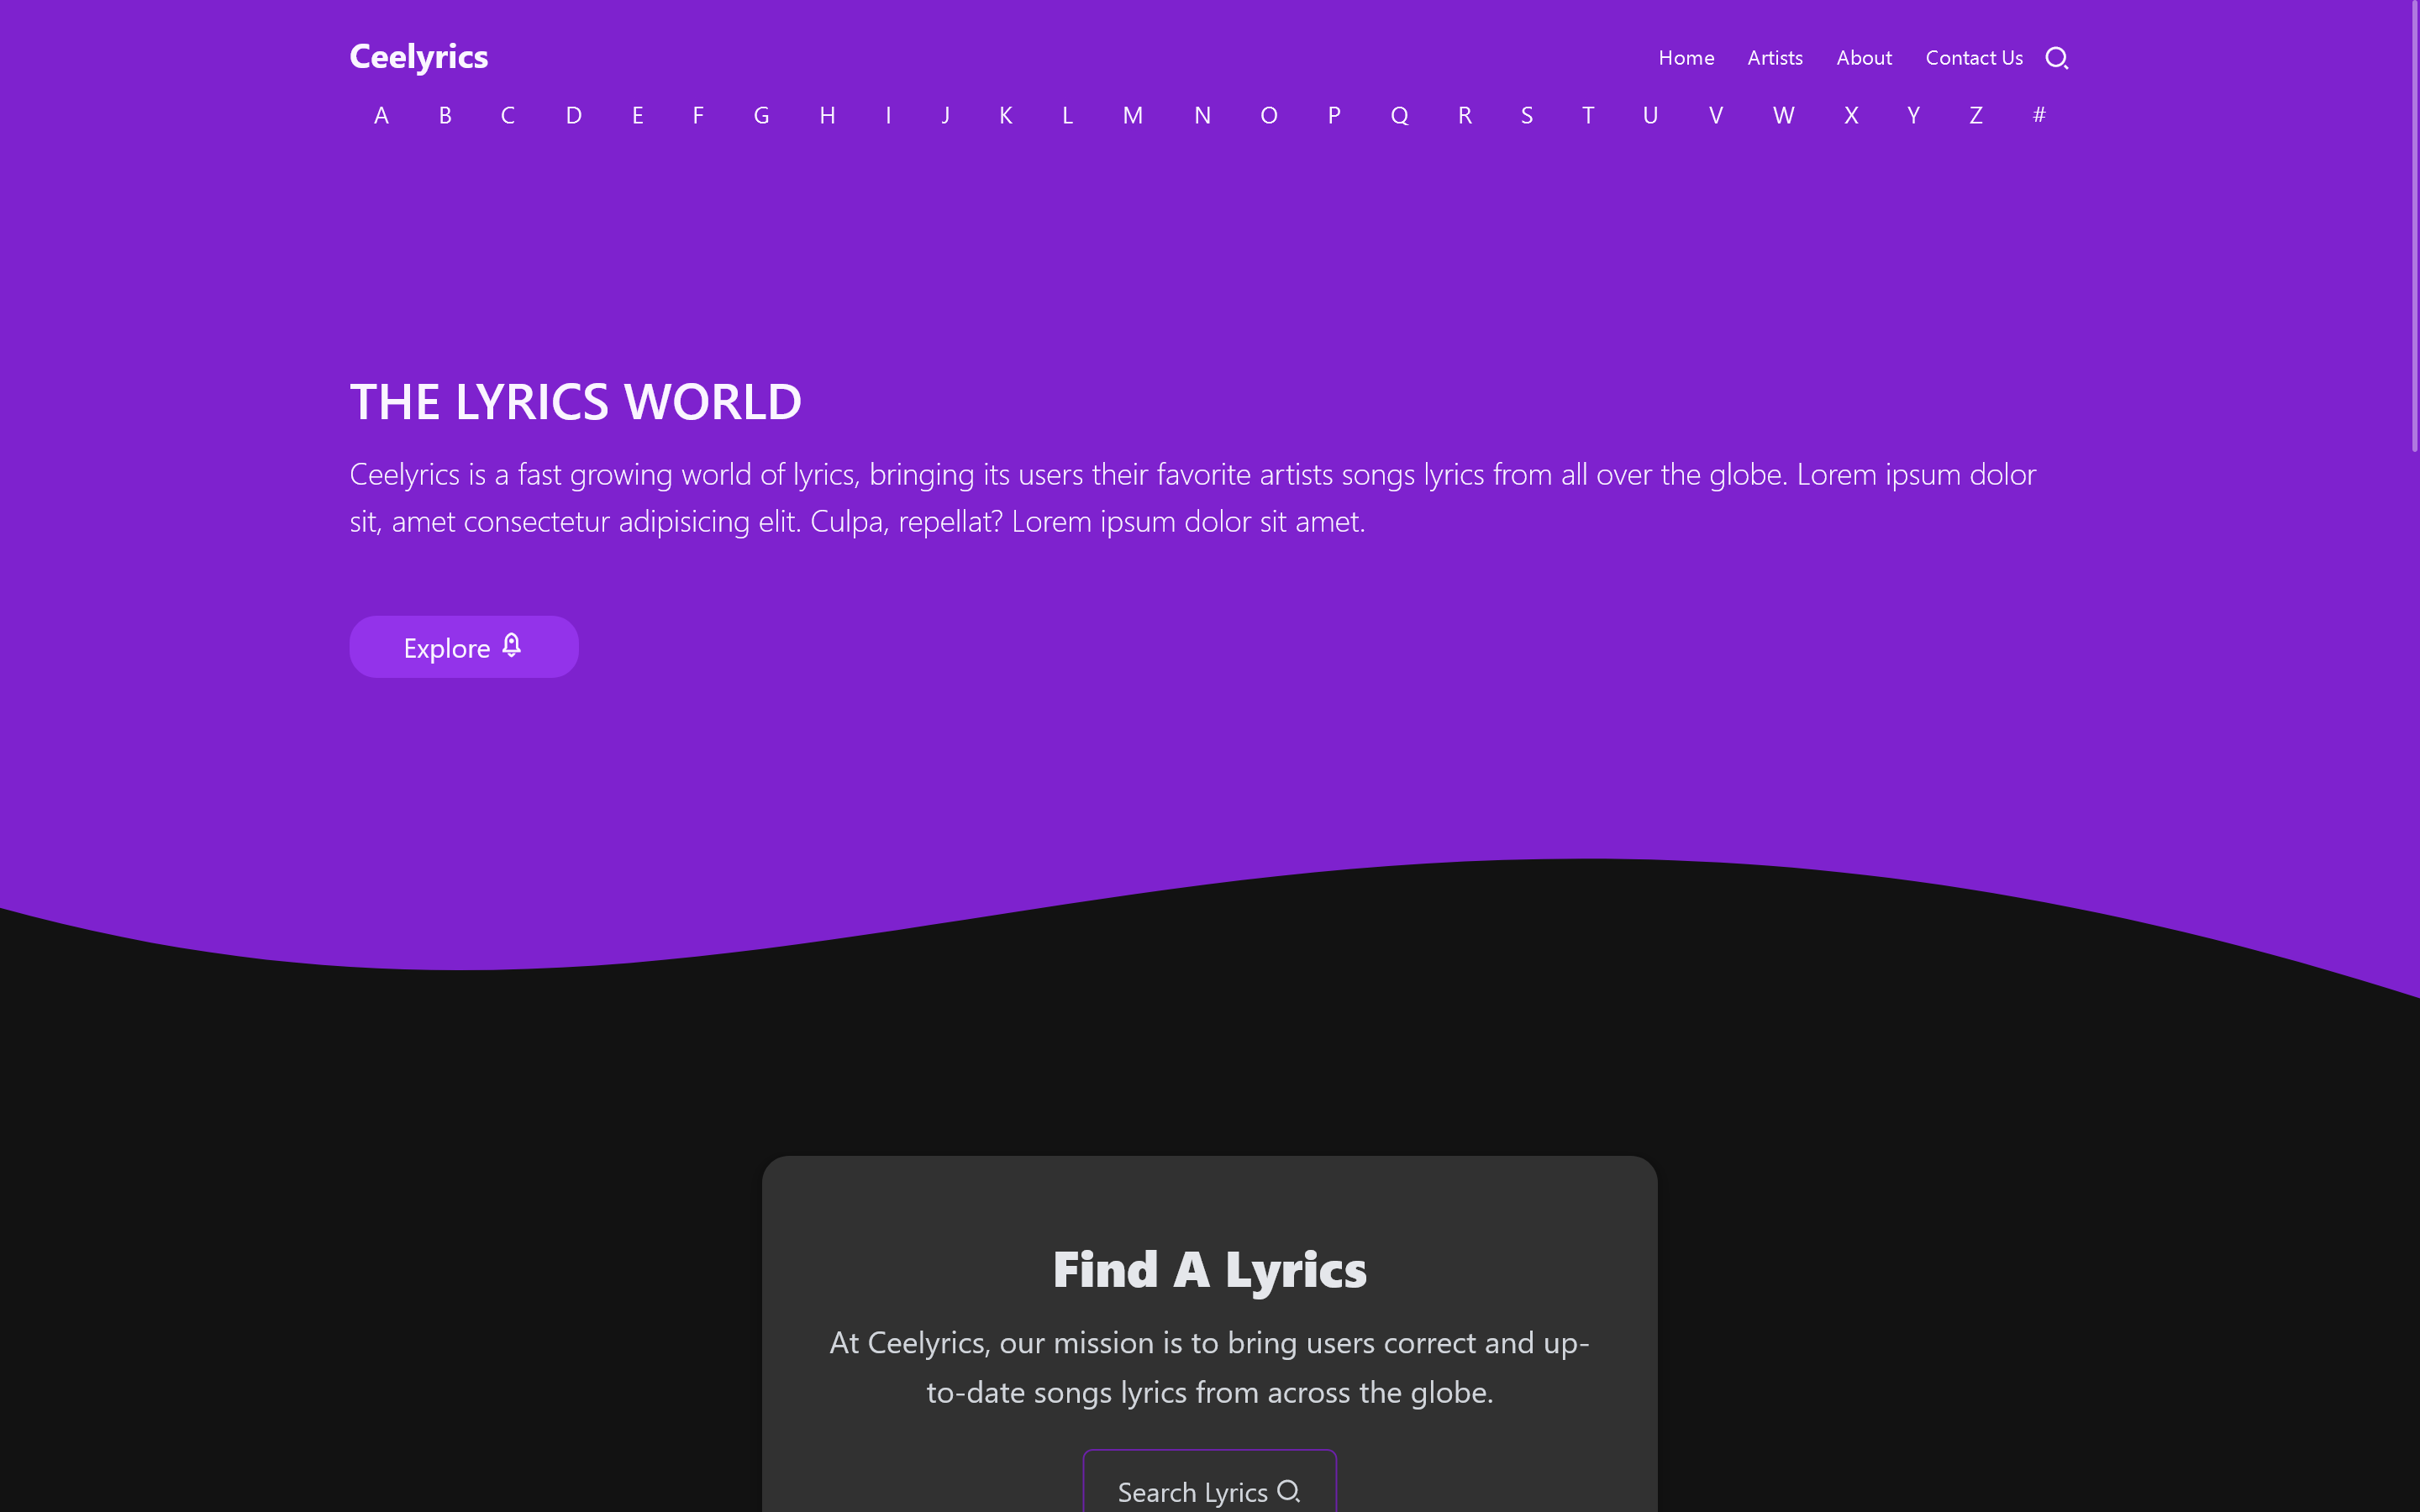 Ceelyrics
Home Artists About Contact Us
A B C D E F G H I J K L M N O P Q R S T U V W X Y Z #
THE LYRICS WORLD
Ceelyrics is a fast growing world of lyrics, bringing its users their favorite artists songs lyrics from all over the globe. Lorem ipsum dolor
sit, amet consectetur adipisicing elit. Culpa, repellat? Lorem ipsum dolor sit amet.
Explore
Find A Lyrics
At Ceelyrics, our mission is to bring users correct and up-
to-date songs lyrics from across the globe.
Search Lyrics